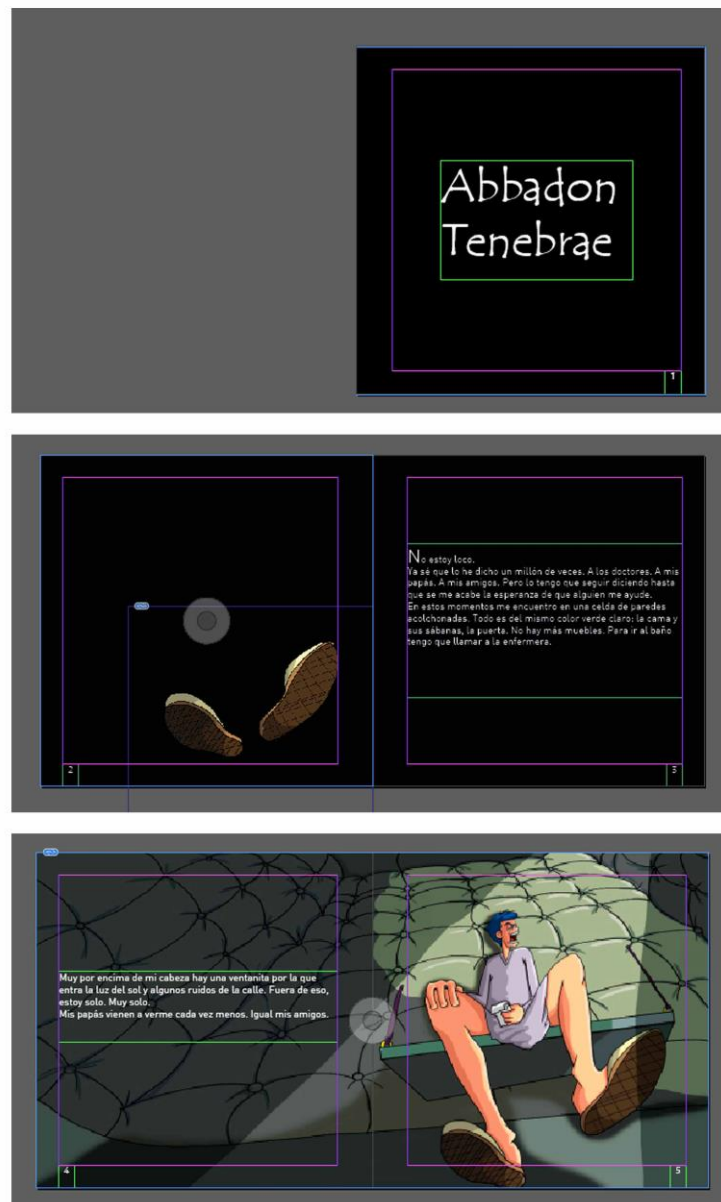 Abbadon
Tenebrae
1
No estoy loco.
Ya sé que lo he dicho un millón de veces. A los doctores. A mis
papás. A mis amigos. Pero lo tengo que seguir diciendo hasta
que se me acabe la esperanza de que alguien me ayude.
En estos momentos me encuentro en una celda de paredes
acolchonadas. Todo es del mismo color verde claro: la cama y
sus sábanas, la puerta. No hay más muebles. Para ir al baño
tengo que llamar a la enfermera.
2
3
Muy por encima de mi cabeza hay una ventanita por la que
entra la luz del sol y algunos ruidos de la calle. Fuera de eso,
estoy solo. Muy solo.
Mis papás vienen a verme cada vez menos. Igual mis amigos.
4
5